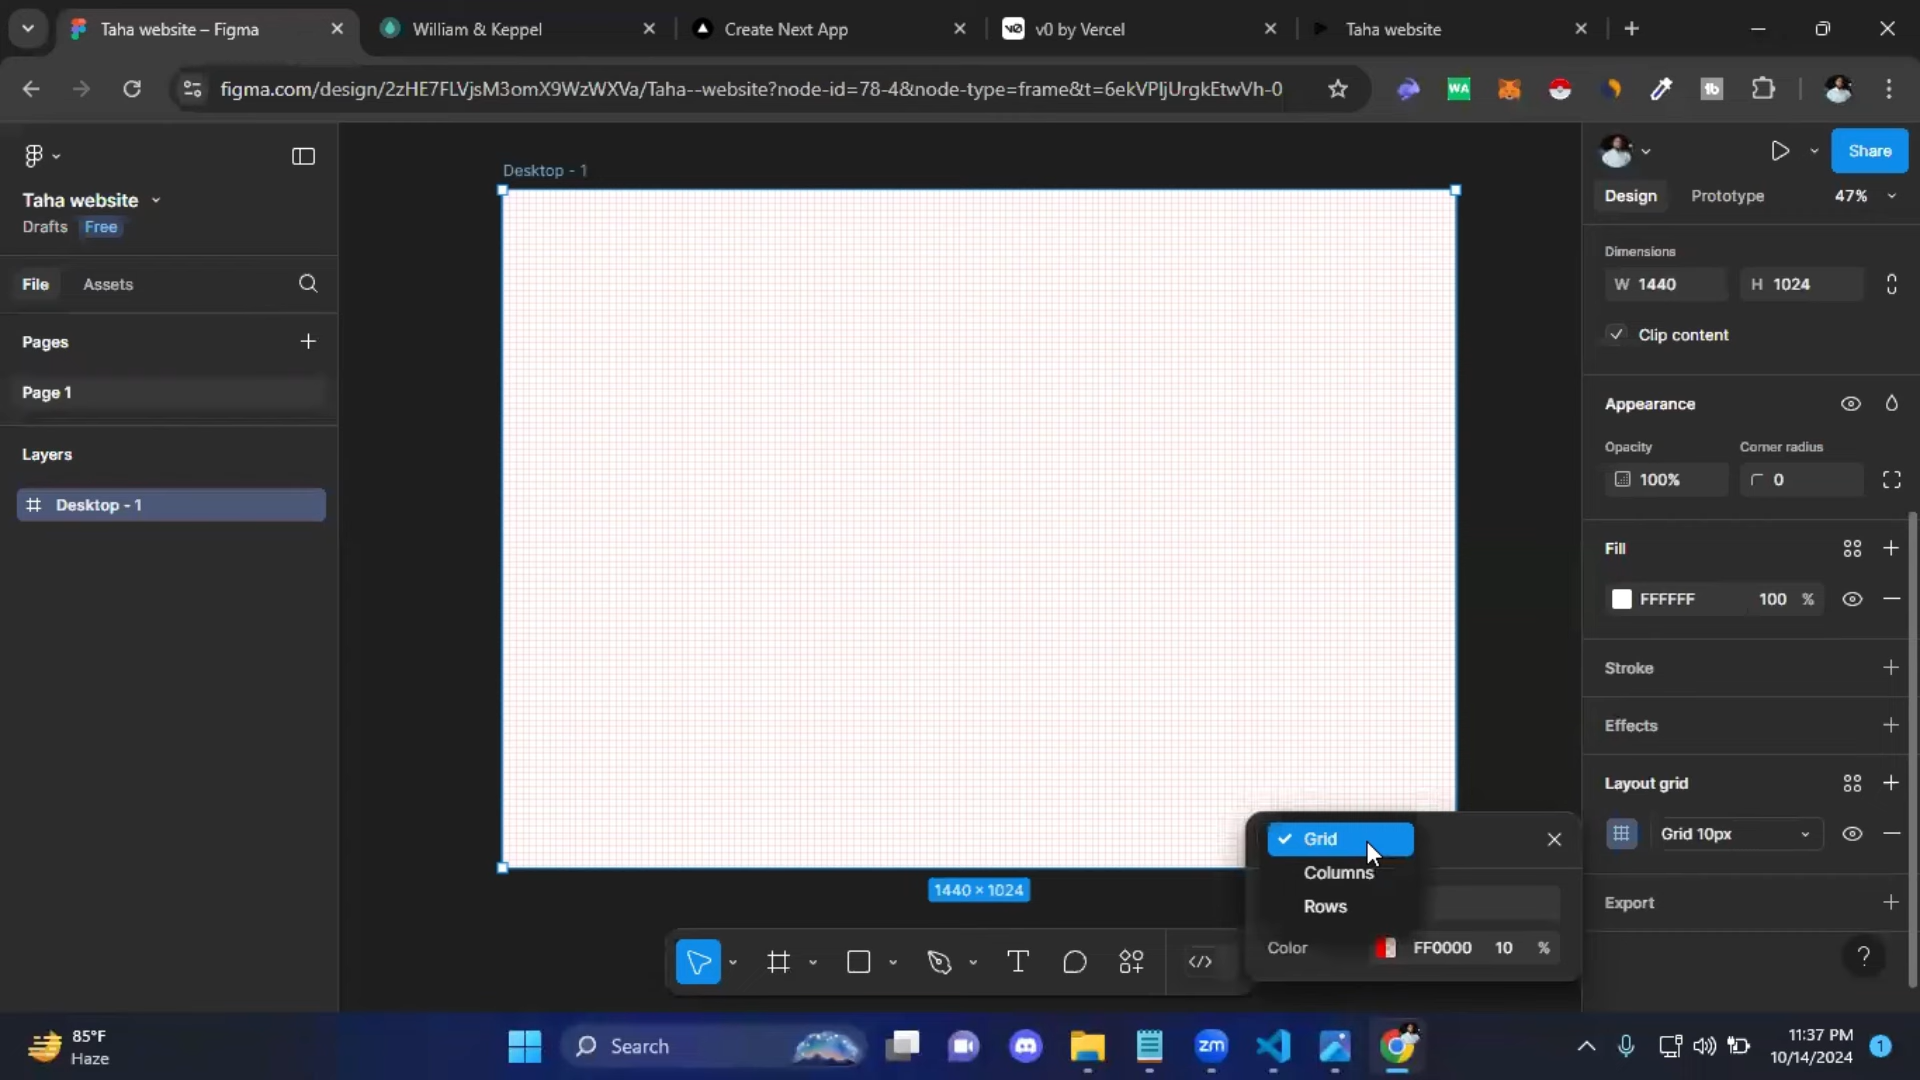 Taha website – Figma
William & Keppel
Create Next App
v0 by Vercel
Taha website
figma.com/design/2zHE7FLVjsM3omX9WzWXVa/Taha--website?node-id=78-4&node-type=frame&t=6ekVPIjUrgkEtwVh-0
WA
Taha website
Drafts Free
File Assets
Pages
Page 1
Layers
Desktop - 1
Desktop - 1
1440 × 1024
Share
Design Prototype 47%
Dimensions
W 1440 H 1024
Clip content
Appearance
Opacity Corner radius
100% 0
Fill
FFFFFF 100 %
Stroke
Effects
Layout grid
Grid 10px
Export
?
Grid
Columns
Rows
Color FF0000 10 %
85°F
Haze
Search
zm
11:37 PM
10/14/2024
1